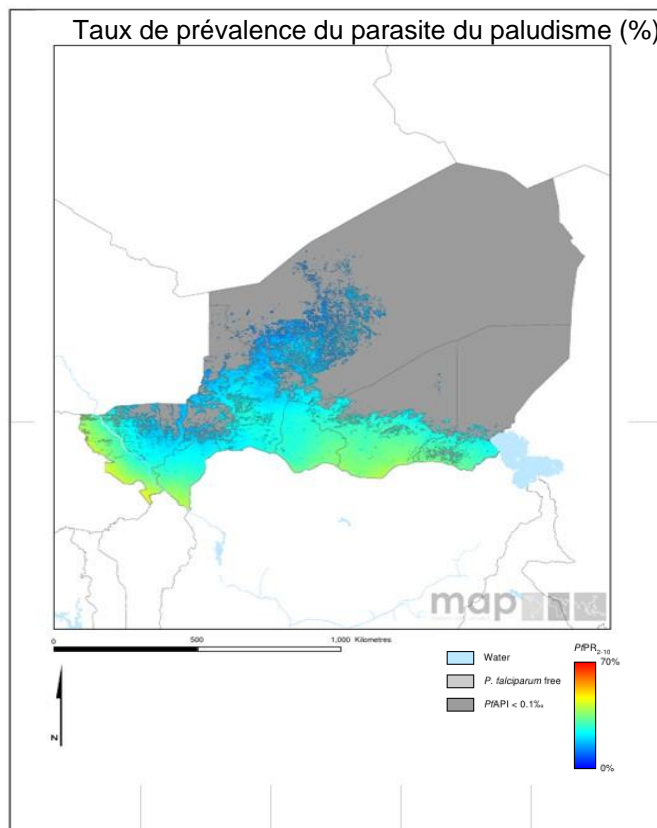 Taux de prévalence du parasite du paludisme (%)
map
0 500 1,000 Kilometres
Water
P. falciparum free
PfAPI < 0.1‰
PfPR2-10
70%
0%
N